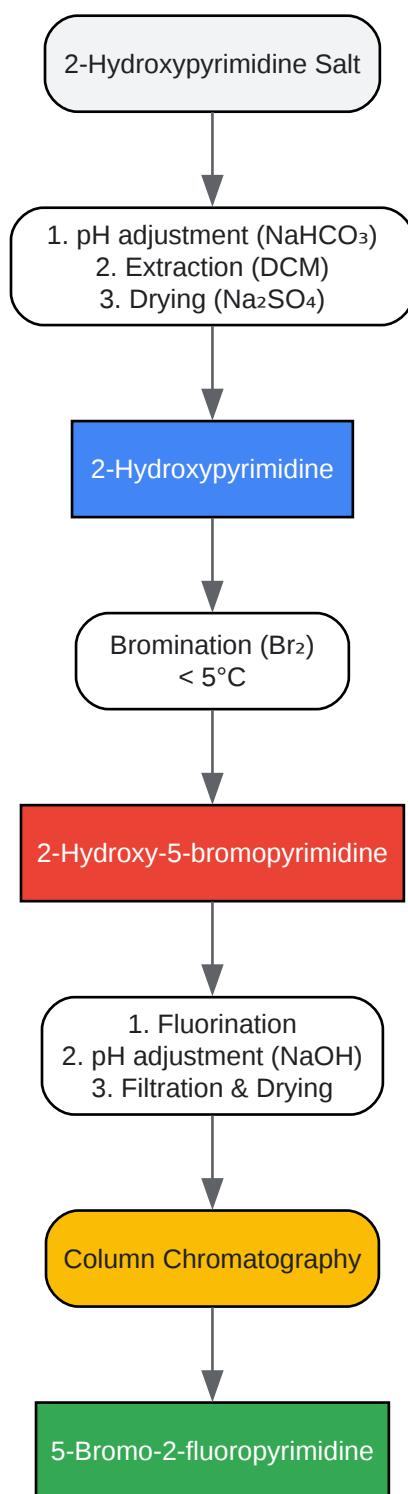 2-Hydroxypyrimidine Salt
1. pH adjustment (NaHCO₃)
2. Extraction (DCM)
3. Drying (Na₂SO₄)
2-Hydroxypyrimidine
Bromination (Br₂)
< 5°C
2-Hydroxy-5-bromopyrimidine
1. Fluorination
2. pH adjustment (NaOH)
3. Filtration & Drying
Column Chromatography
5-Bromo-2-fluoropyrimidine